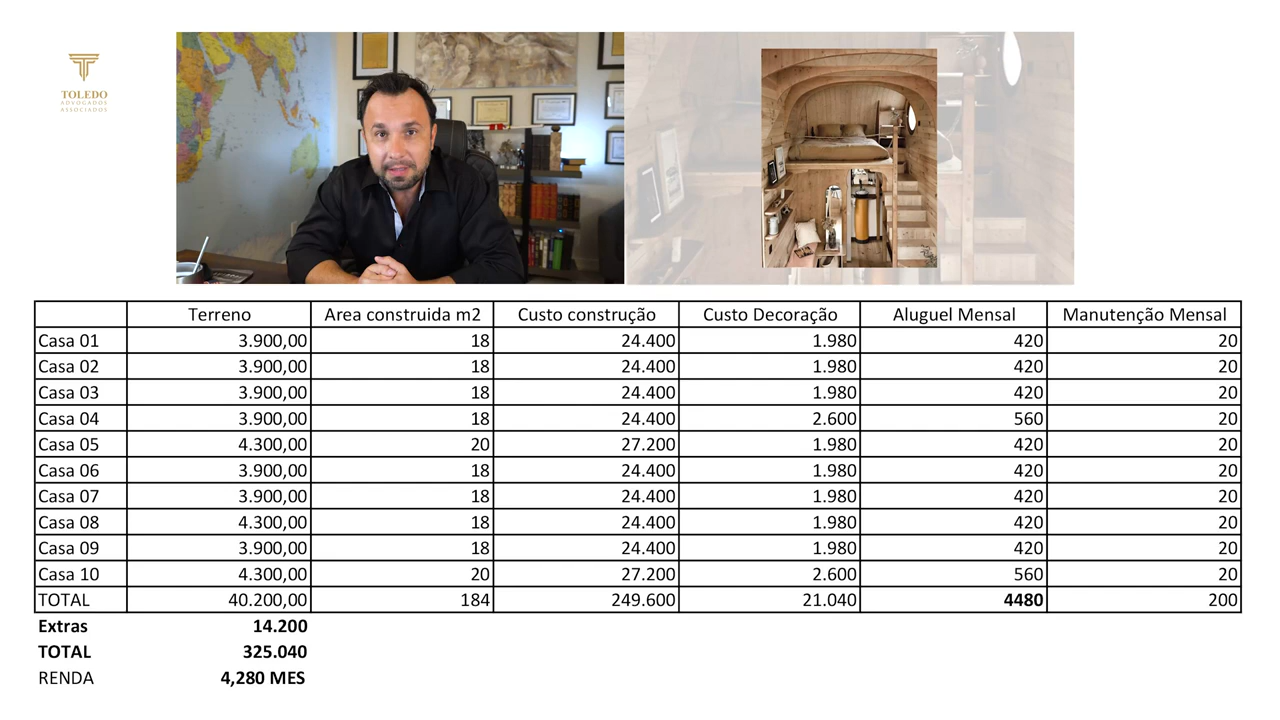 TOLEDO
ADVOGADOS
ASSOCIADOS
Terreno Area construida m2 Custo construção Custo Decoração Aluguel Mensal Manutenção Mensal
Casa 01 3.900,00 18 24.400 1.980 420 20
Casa 02 3.900,00 18 24.400 1.980 420 20
Casa 03 3.900,00 18 24.400 1.980 420 20
Casa 04 3.900,00 18 24.400 2.600 560 20
Casa 05 4.300,00 20 27.200 1.980 420 20
Casa 06 3.900,00 18 24.400 1.980 420 20
Casa 07 3.900,00 18 24.400 1.980 420 20
Casa 08 4.300,00 18 24.400 1.980 420 20
Casa 09 3.900,00 18 24.400 1.980 420 20
Casa 10 4.300,00 20 27.200 2.600 560 20
TOTAL 40.200,00 184 249.600 21.040 4480 200
Extras 14.200
TOTAL 325.040
RENDA 4,280 MES